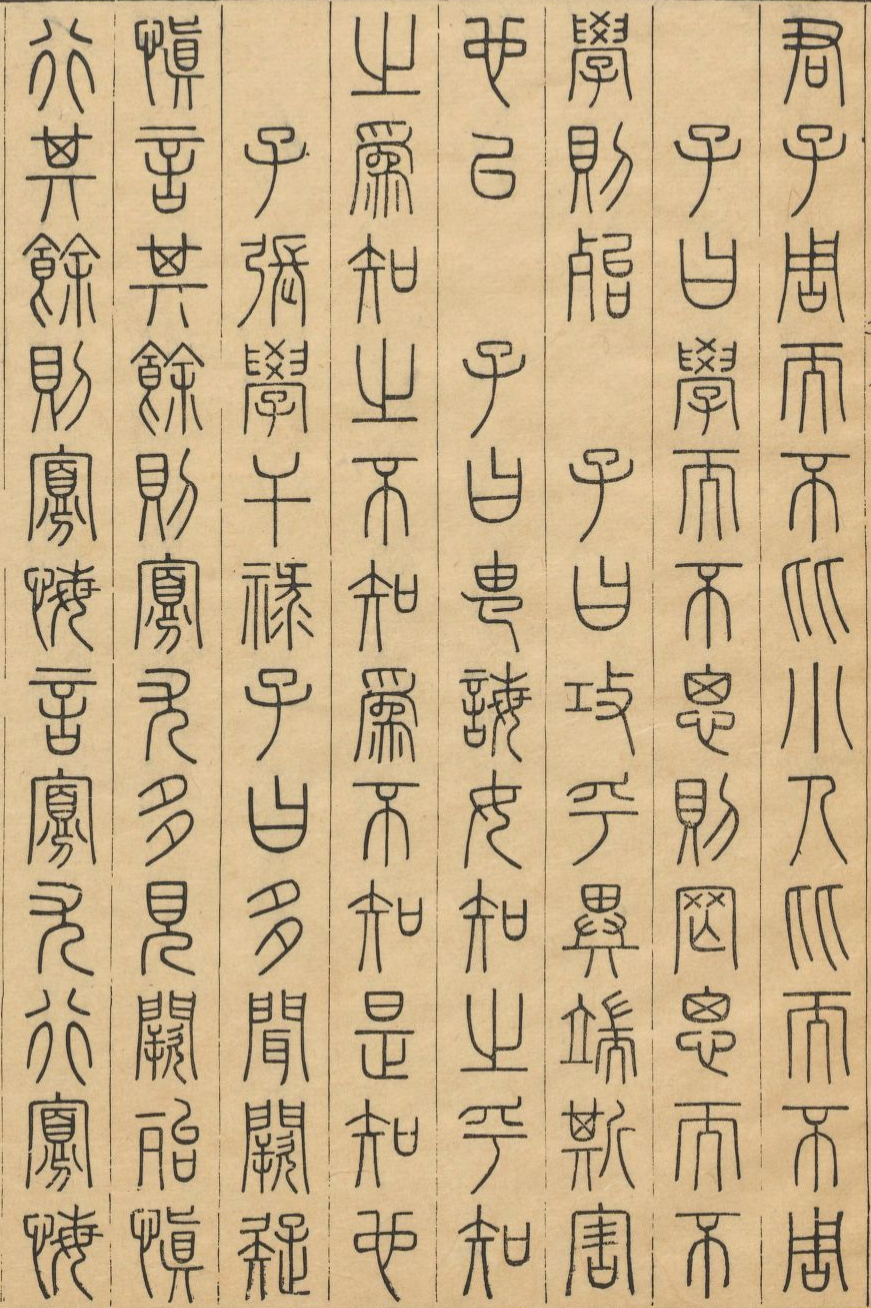 君子周而不比小人比而不周
子曰學而不思則罔思而不
學則殆　子曰攻乎異端斯害
也已　子曰由誨女知之乎知
之爲知之不知爲不知是知也
子張學干祿子曰多聞闕疑
慎言其餘則寡尤多見闕殆慎
行其餘則寡悔言寡尤行寡悔